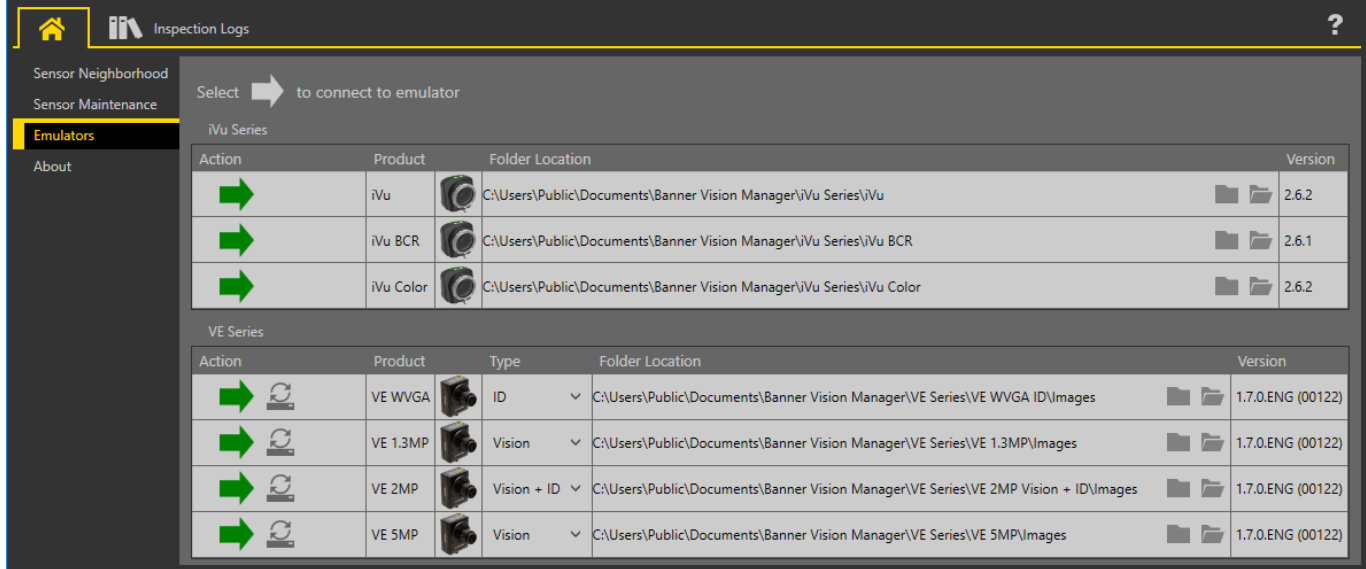 Inspection Logs ?
Sensor Neighborhood
Sensor Maintenance
Emulators
About
Select to connect to emulator
iVu Series
Action Product Folder Location Version
iVu C:\Users\Public\Documents\Banner Vision Manager\iVu Series\iVu 2.6.2
iVu BCR C:\Users\Public\Documents\Banner Vision Manager\iVu Series\iVu BCR 2.6.1
iVu Color C:\Users\Public\Documents\Banner Vision Manager\iVu Series\iVu Color 2.6.2
VE Series
Action Product Type Folder Location Version
VE WVGA ID C:\Users\Public\Documents\Banner Vision Manager\VE Series\VE WVGA ID\Images 1.7.0.ENG (00122)
VE 1.3MP Vision C:\Users\Public\Documents\Banner Vision Manager\VE Series\VE 1.3MP\Images 1.7.0.ENG (00122)
VE 2MP Vision + ID C:\Users\Public\Documents\Banner Vision Manager\VE Series\VE 2MP Vision + ID\Images 1.7.0.ENG (00122)
VE 5MP Vision C:\Users\Public\Documents\Banner Vision Manager\VE Series\VE 5MP\Images 1.7.0.ENG (00122)